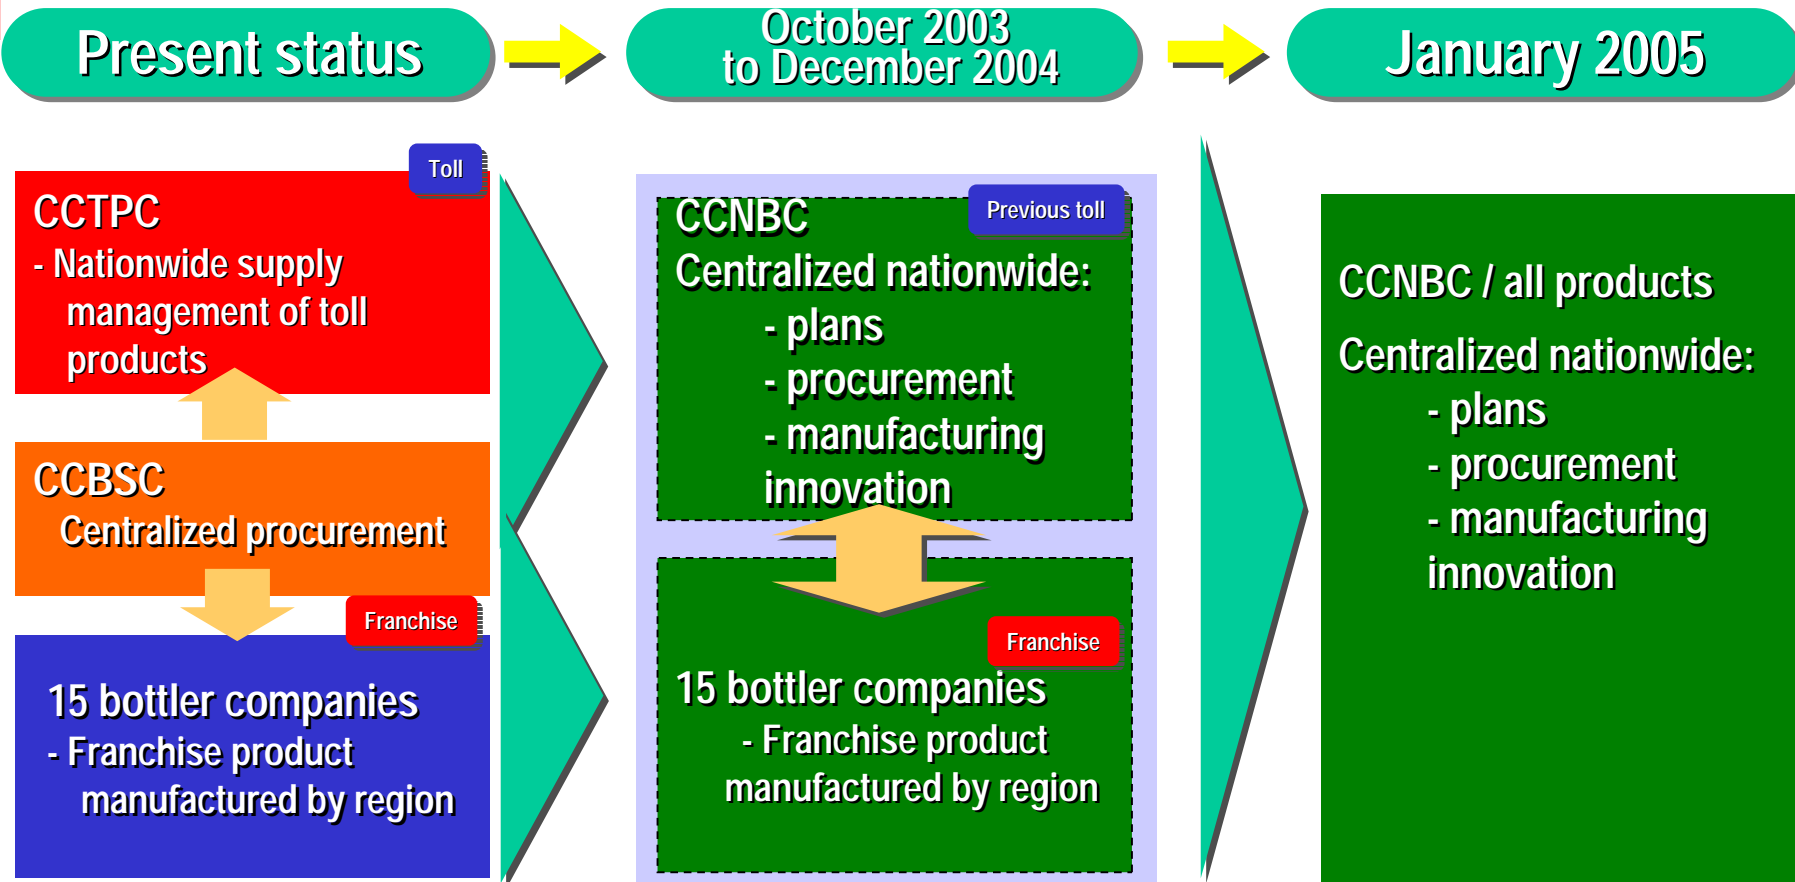 Present status
October 2003
to December 2004
January 2005
Toll
CCTPC
- Nationwide supply
management of toll
products
CCBSC
Centralized procurement
Franchise
15 bottler companies
- Franchise product
manufactured by region
Previous toll
CCNBC
Centralized nationwide:
- plans
- procurement
- manufacturing
innovation
Franchise
15 bottler companies
- Franchise product
manufactured by region
CCNBC / all products
Centralized nationwide:
- plans
- procurement
- manufacturing
innovation